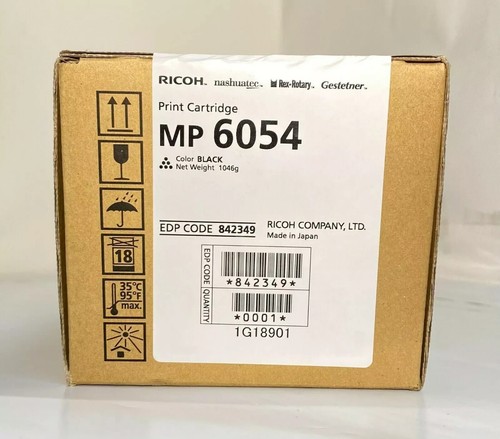 RICOH nashuatec Rex-Rotary Gestetner
Print Cartridge
MP 6054
Color BLACK
Net Weight 1046g
EDP CODE 842349
RICOH COMPANY, LTD.
Made in Japan
EDP CODE
*842349*
QUANTITY
*0001*
1G18901
18
35°C
95°F
max.